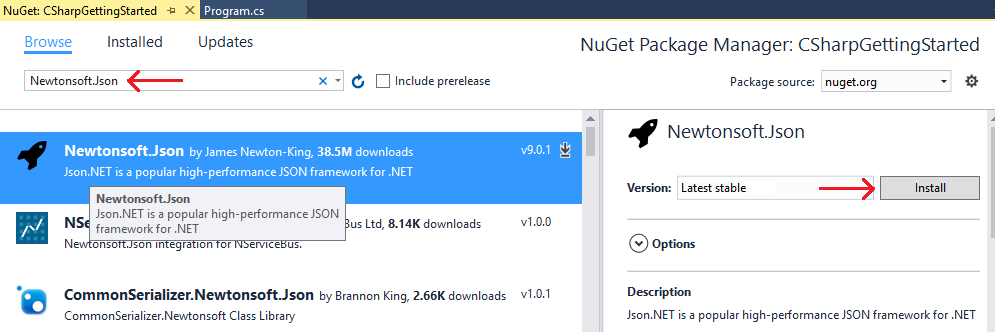 NuGet: CSharpGettingStarted Program.cs
Browse Installed Updates
NuGet Package Manager: CSharpGettingStarted
Newtonsoft.Json
Include prerelease
Package source: nuget.org
Newtonsoft.Json by James Newton-King, 38.5M downloads v9.0.1
Json.NET is a popular high-performance JSON framework for .NET
Newtonsoft.Json
Json.NET is a popular high-performance JSON
framework for .NET
NSe Bus Ltd, 8.14K downloads v1.0.0
Newtonsoft.Json integration for NServiceBus.
CommonSerializer.Newtonsoft.Json by Brannon King, 2.66K downloads v1.0.1
CommonSerializer.Newtonsoft Class Library
Newtonsoft.Json
Version: Latest stable Install
Options
Description
Json.NET is a popular high-performance JSON framework for .NET